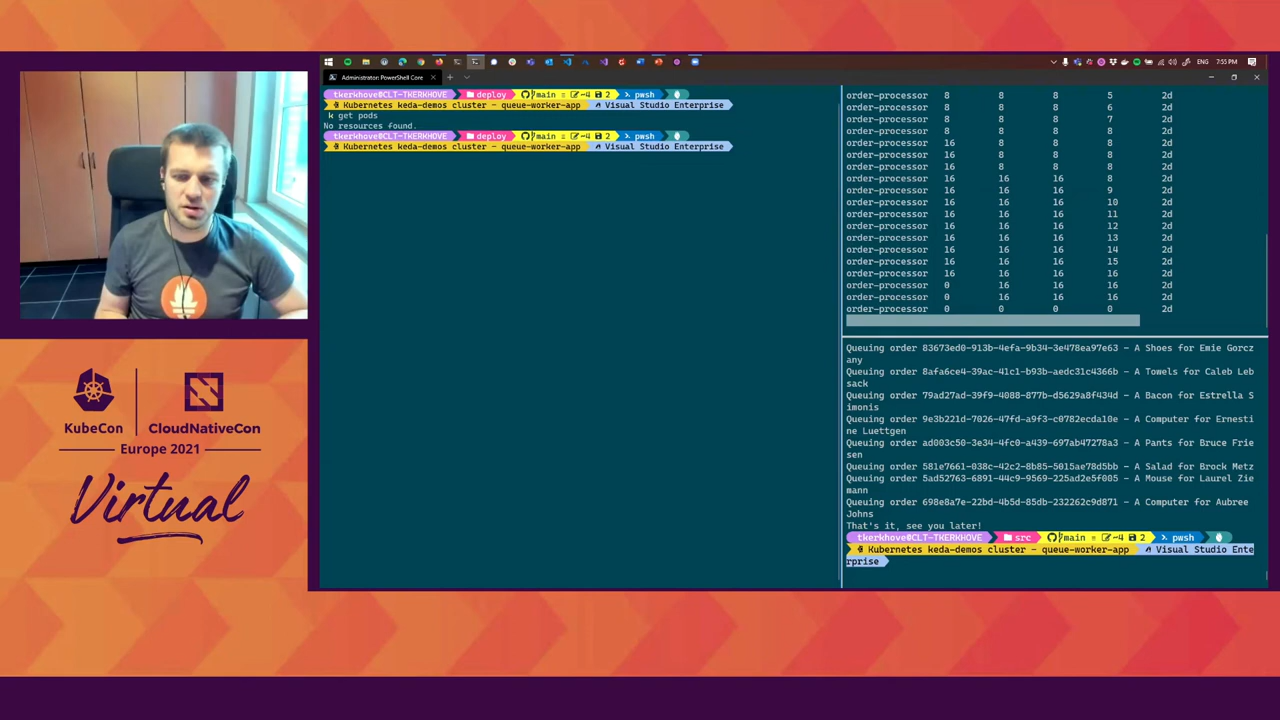 Administrator: PowerShell Core
ENG 7:55 PM
tkerkhove@CLT-TKERKHOVE deploy main ≡ ~4 2 pwsh
Kubernetes keda-demos cluster - queue-worker-app Visual Studio Enterprise
k get pods
No resources found.
tkerkhove@CLT-TKERKHOVE deploy main ≡ ~4 2 pwsh
Kubernetes keda-demos cluster - queue-worker-app Visual Studio Enterprise
order-processor 8 8 8 5 2d
order-processor 8 8 8 6 2d
order-processor 8 8 8 7 2d
order-processor 8 8 8 8 2d
order-processor 16 8 8 8 2d
order-processor 16 8 8 8 2d
order-processor 16 8 8 8 2d
order-processor 16 16 16 8 2d
order-processor 16 16 16 9 2d
order-processor 16 16 16 10 2d
order-processor 16 16 16 11 2d
order-processor 16 16 16 12 2d
order-processor 16 16 16 13 2d
order-processor 16 16 16 14 2d
order-processor 16 16 16 15 2d
order-processor 16 16 16 16 2d
order-processor 0 16 16 16 2d
order-processor 0 16 16 16 2d
order-processor 0 0 0 0 2d
Queuing order 83673ed0-913b-4efa-9b34-3e478ea97e63 - A Shoes for Emie Gorcz
any
Queuing order 8afa6ce4-39ac-41c1-b93b-aedc31c4366b - A Towels for Caleb Leb
sack
Queuing order 79ad27ad-39f9-4088-877b-d5629a8f434d - A Bacon for Estrella S
imonis
Queuing order 9e3b221d-7026-47fd-a9f3-c0782ecda10e - A Computer for Ernesti
ne Luettgen
Queuing order ad003c50-3e34-4fc0-a439-697ab47278a3 - A Pants for Bruce Frie
sen
Queuing order 581e7661-038c-42c2-8b85-5015ae78d5bb - A Salad for Brock Metz
Queuing order 5ad52763-6891-44c9-9569-225ad2e5f005 - A Mouse for Laurel Zie
mann
Queuing order 698e8a7e-22bd-4b5d-85db-232262c9d871 - A Computer for Aubree
Johns
That's it, see you later!
tkerkhove@CLT-TKERKHOVE src main ≡ ~4 2 pwsh
Kubernetes keda-demos cluster - queue-worker-app Visual Studio Ente
rprise
KubeCon
CloudNativeCon
Europe 2021
Virtual